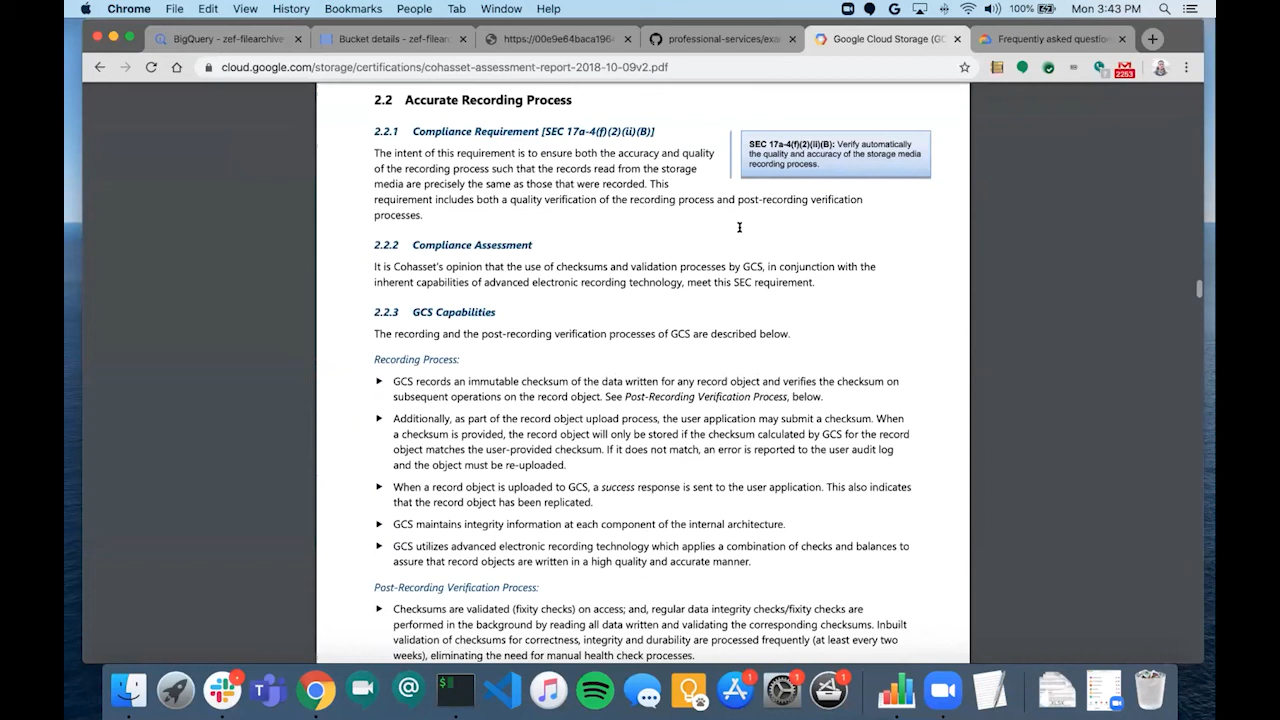 Chrome File Edit View History Bookmarks People Tab Window Help 100% Mon 3:43 PM
BigQuery - zef-filearchive
Bucket details - zef-filearc
https://00e9e64baca196
professional-services/exa
Google Cloud Storage (GC
Frequently asked question
cloud.google.com/storage/certifications/cohasset-assessment-report-2018-10-09v2.pdf
2263
2.2 Accurate Recording Process
2.2.1 Compliance Requirement [SEC 17a-4(f)(2)(ii)(B)]
SEC 17a-4(f)(2)(ii)(B): Verify automatically
the quality and accuracy of the storage media
recording process.
The intent of this requirement is to ensure both the accuracy and quality
of the recording process such that the records read from the storage
media are precisely the same as those that were recorded. This
requirement includes both a quality verification of the recording process and post-recording verification
processes.
2.2.2 Compliance Assessment
It is Cohasset's opinion that the use of checksums and validation processes by GCS, in conjunction with the
inherent capabilities of advanced electronic recording technology, meet this SEC requirement.
2.2.3 GCS Capabilities
The recording and the post-recording verification processes of GCS are described below.
Recording Process:
GCS records an immutable checksum of the data written for any record object and verifies the checksum on
subsequent operations on the record object. See Post-Recording Verification Process, below.
Additionally, as part of the record object upload process, the user application may submit a checksum. When
a checksum is provided, the record object will only be stored if the checksum calculated by GCS for the record
object matches the user-provided checksum. If it does not match, an error is reported to the user audit log
and the object must be re-uploaded.
When a record object is uploaded to GCS, a success response is sent to the user application. This also indicates
that the record object has been replicated.
GCS maintains integrity information at each component of the internal architecture.
GCS utilizes advanced electronic recording technology which applies a combination of checks and balances to
assure that record objects are written in a high quality and accurate manner.
Post-Recording Verification Process:
Checksums are validated (fixity checks) on access; and, regular data integrity checks/fixity checks are
performed in the background by reading all data written and validating the corresponding checksums. Inbuilt
validation of checksums for correctness, integrity and durability are processed frequently (at least every two
weeks), eliminating the need for manual health check processes.
1
1
1